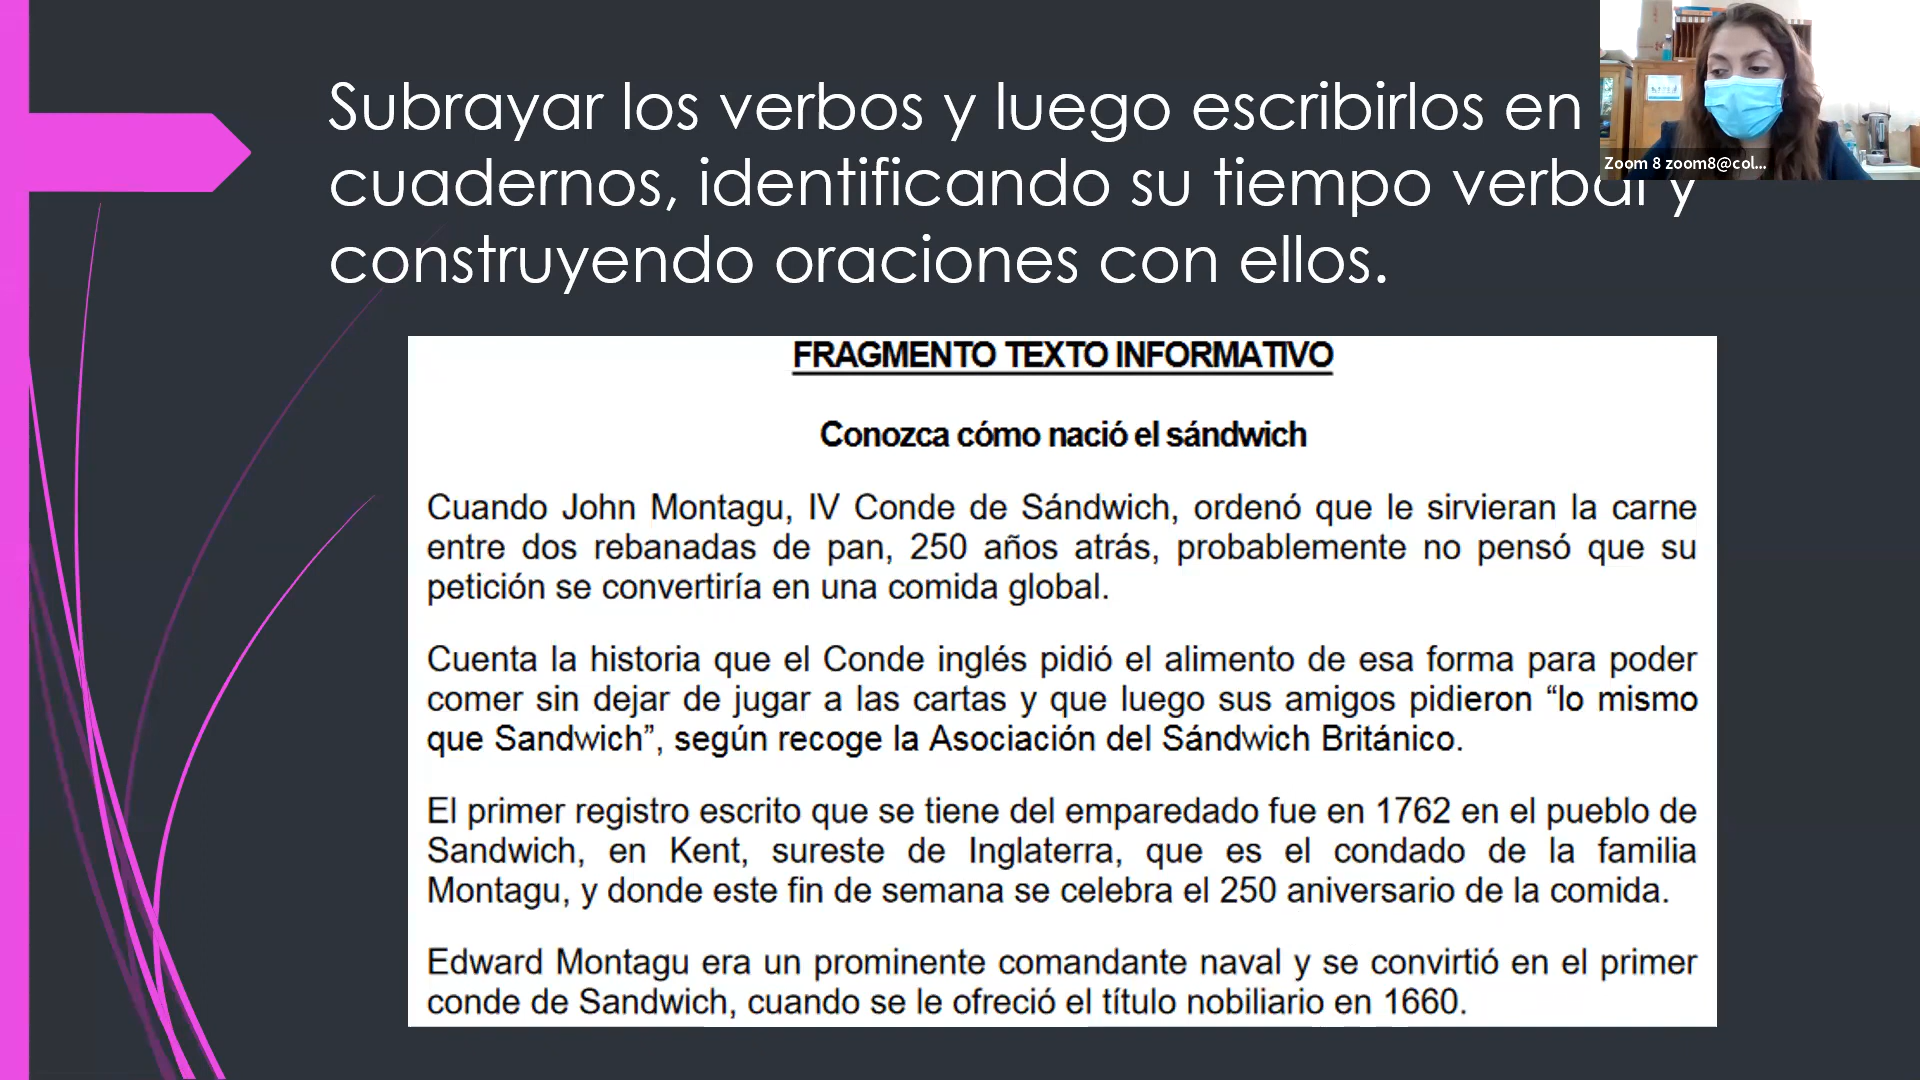 Subrayar los verbos y luego escribirlos en
cuadernos, identificando su tiempo verbal y
construyendo oraciones con ellos.
Zoom 8 zoom8@col...
FRAGMENTO TEXTO INFORMATIVO
Conozca cómo nació el sándwich
Cuando John Montagu, IV Conde de Sándwich, ordenó que le sirvieran la carne
entre dos rebanadas de pan, 250 años atrás, probablemente no pensó que su
petición se convertiría en una comida global.
Cuenta la historia que el Conde inglés pidió el alimento de esa forma para poder
comer sin dejar de jugar a las cartas y que luego sus amigos pidieron “lo mismo
que Sandwich”, según recoge la Asociación del Sándwich Británico.
El primer registro escrito que se tiene del emparedado fue en 1762 en el pueblo de
Sandwich, en Kent, sureste de Inglaterra, que es el condado de la familia
Montagu, y donde este fin de semana se celebra el 250 aniversario de la comida.
Edward Montagu era un prominente comandante naval y se convirtió en el primer
conde de Sandwich, cuando se le ofreció el título nobiliario en 1660.